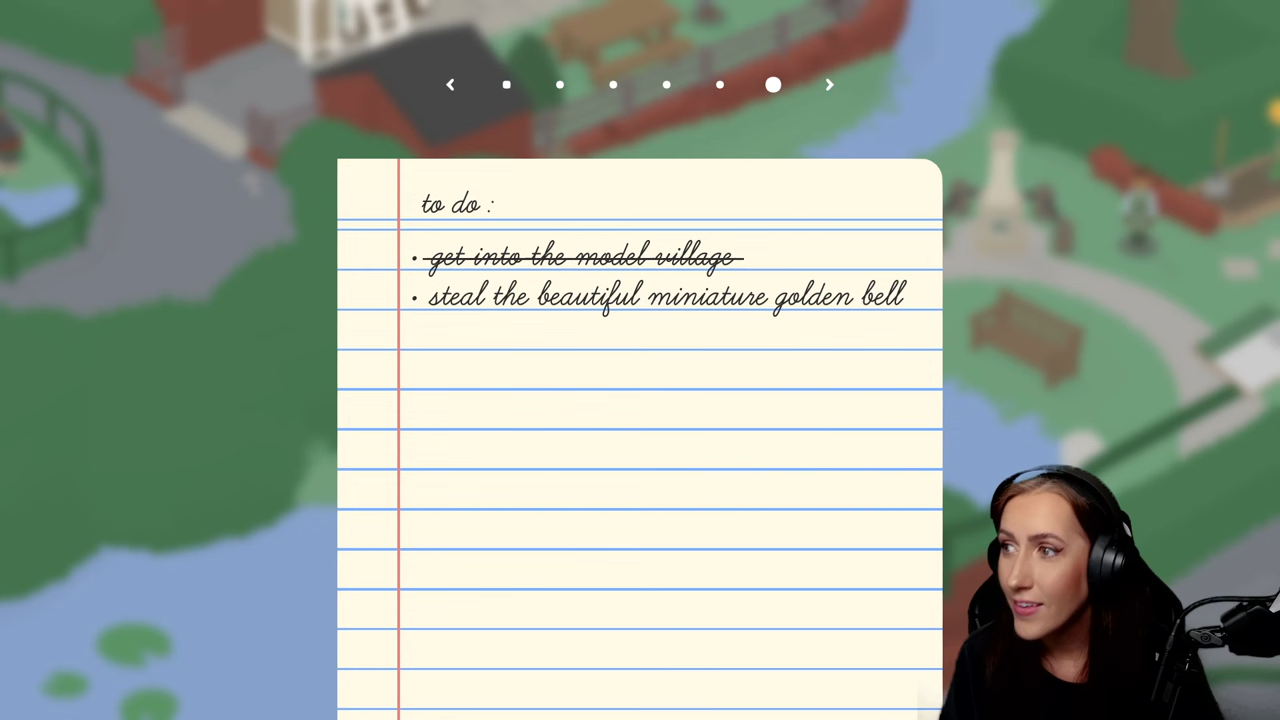 to do :
• get into the model village
• steal the beautiful miniature golden bell